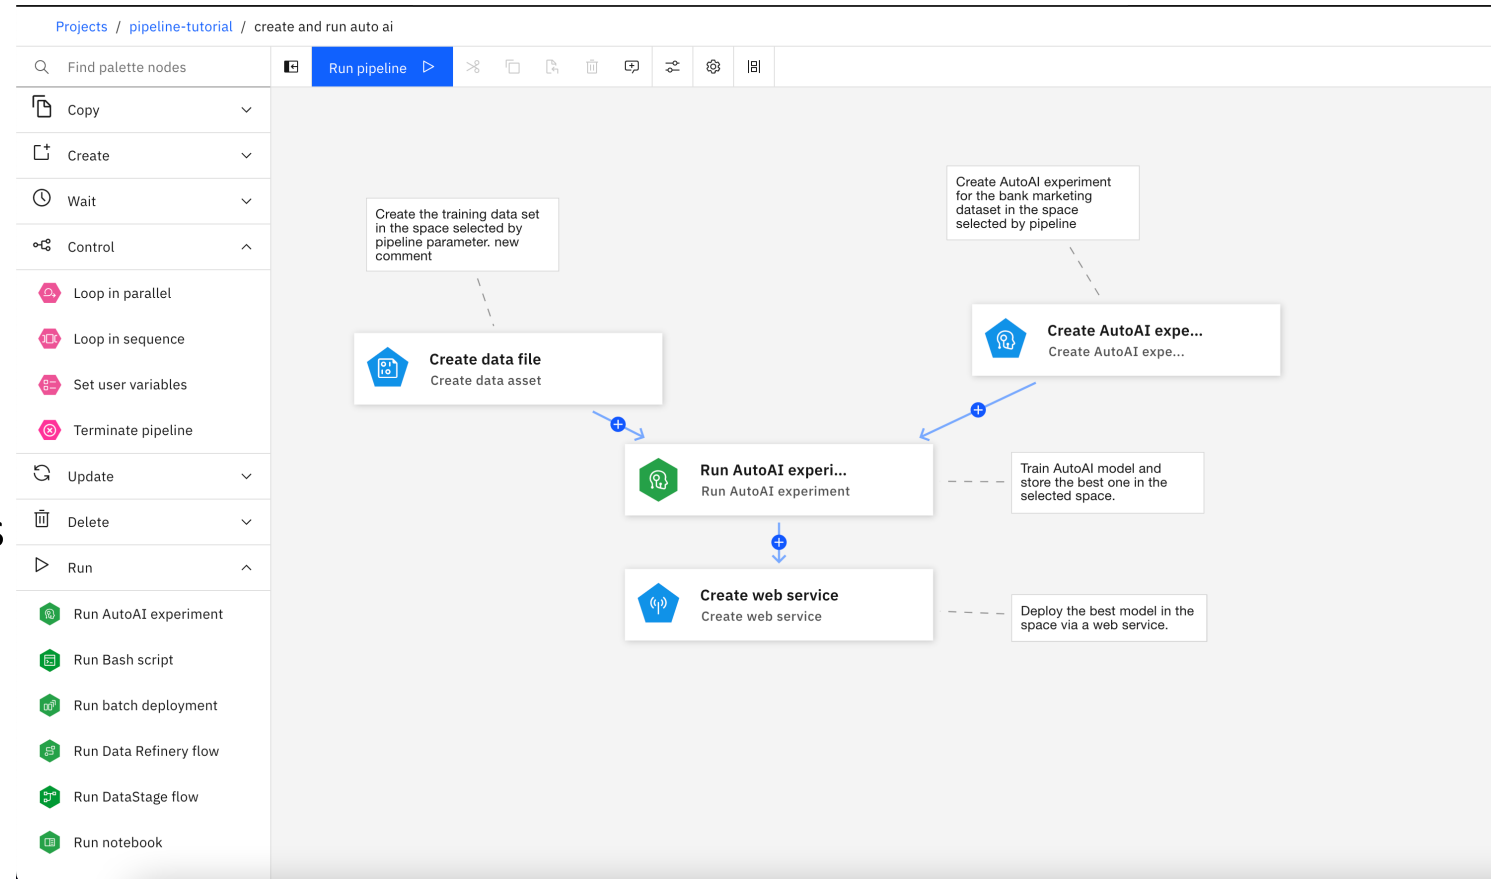 Projects / pipeline-tutorial / create and run auto ai
Find palette nodes
Run pipeline
Copy
Create
Wait
Control
Loop in parallel
Loop in sequence
Set user variables
Terminate pipeline
Update
Delete
Run
Run AutoAI experiment
Run Bash script
Run batch deployment
Run Data Refinery flow
Run DataStage flow
Run notebook
Create the training data set
in the space selected by
pipeline parameter. new
comment
Create AutoAI experiment
for the bank marketing
dataset in the space
selected by pipeline
Create data file
Create data asset
Create AutoAI expe...
Create AutoAI expe...
Run AutoAI experi...
Run AutoAI experiment
Train AutoAI model and
store the best one in the
selected space.
Create web service
Create web service
Deploy the best model in the
space via a web service.